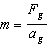 m = F_g / a_g